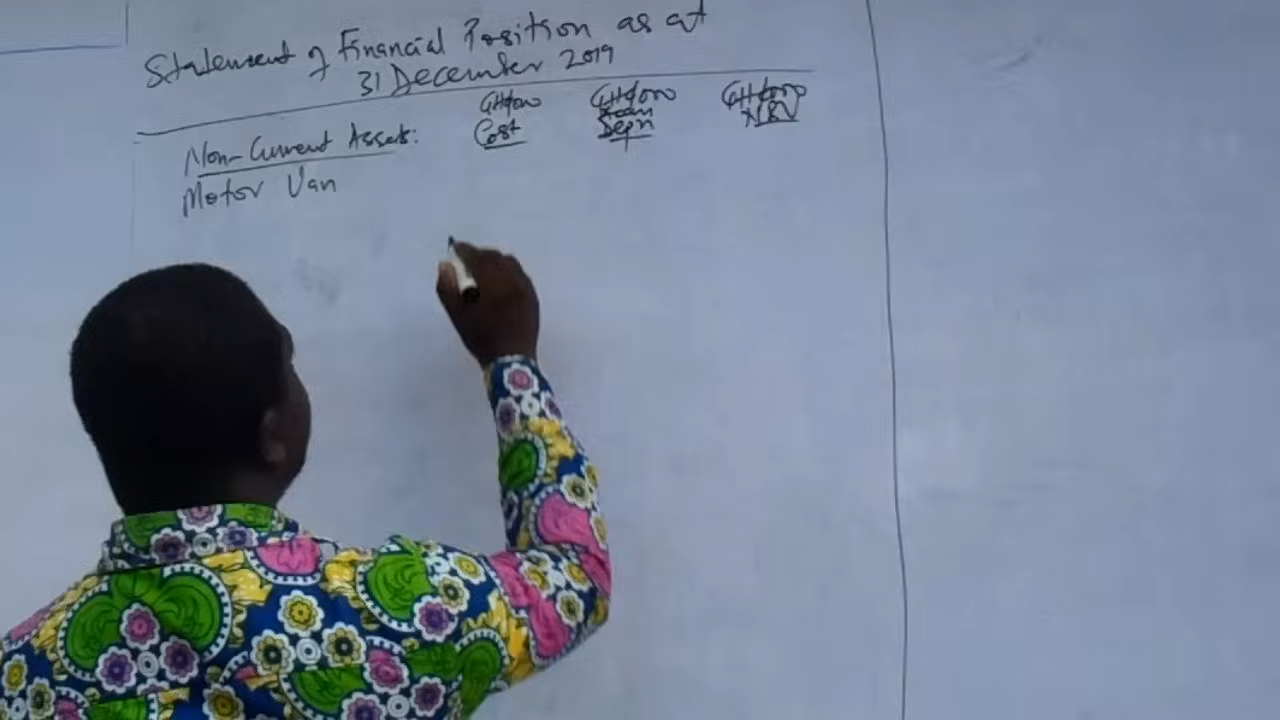 Statement of Financial Position as at
31 December 2019
GH¢000 GH¢000 GH¢000
Non-Current Assets: Cost Depn NBV
Motor Van